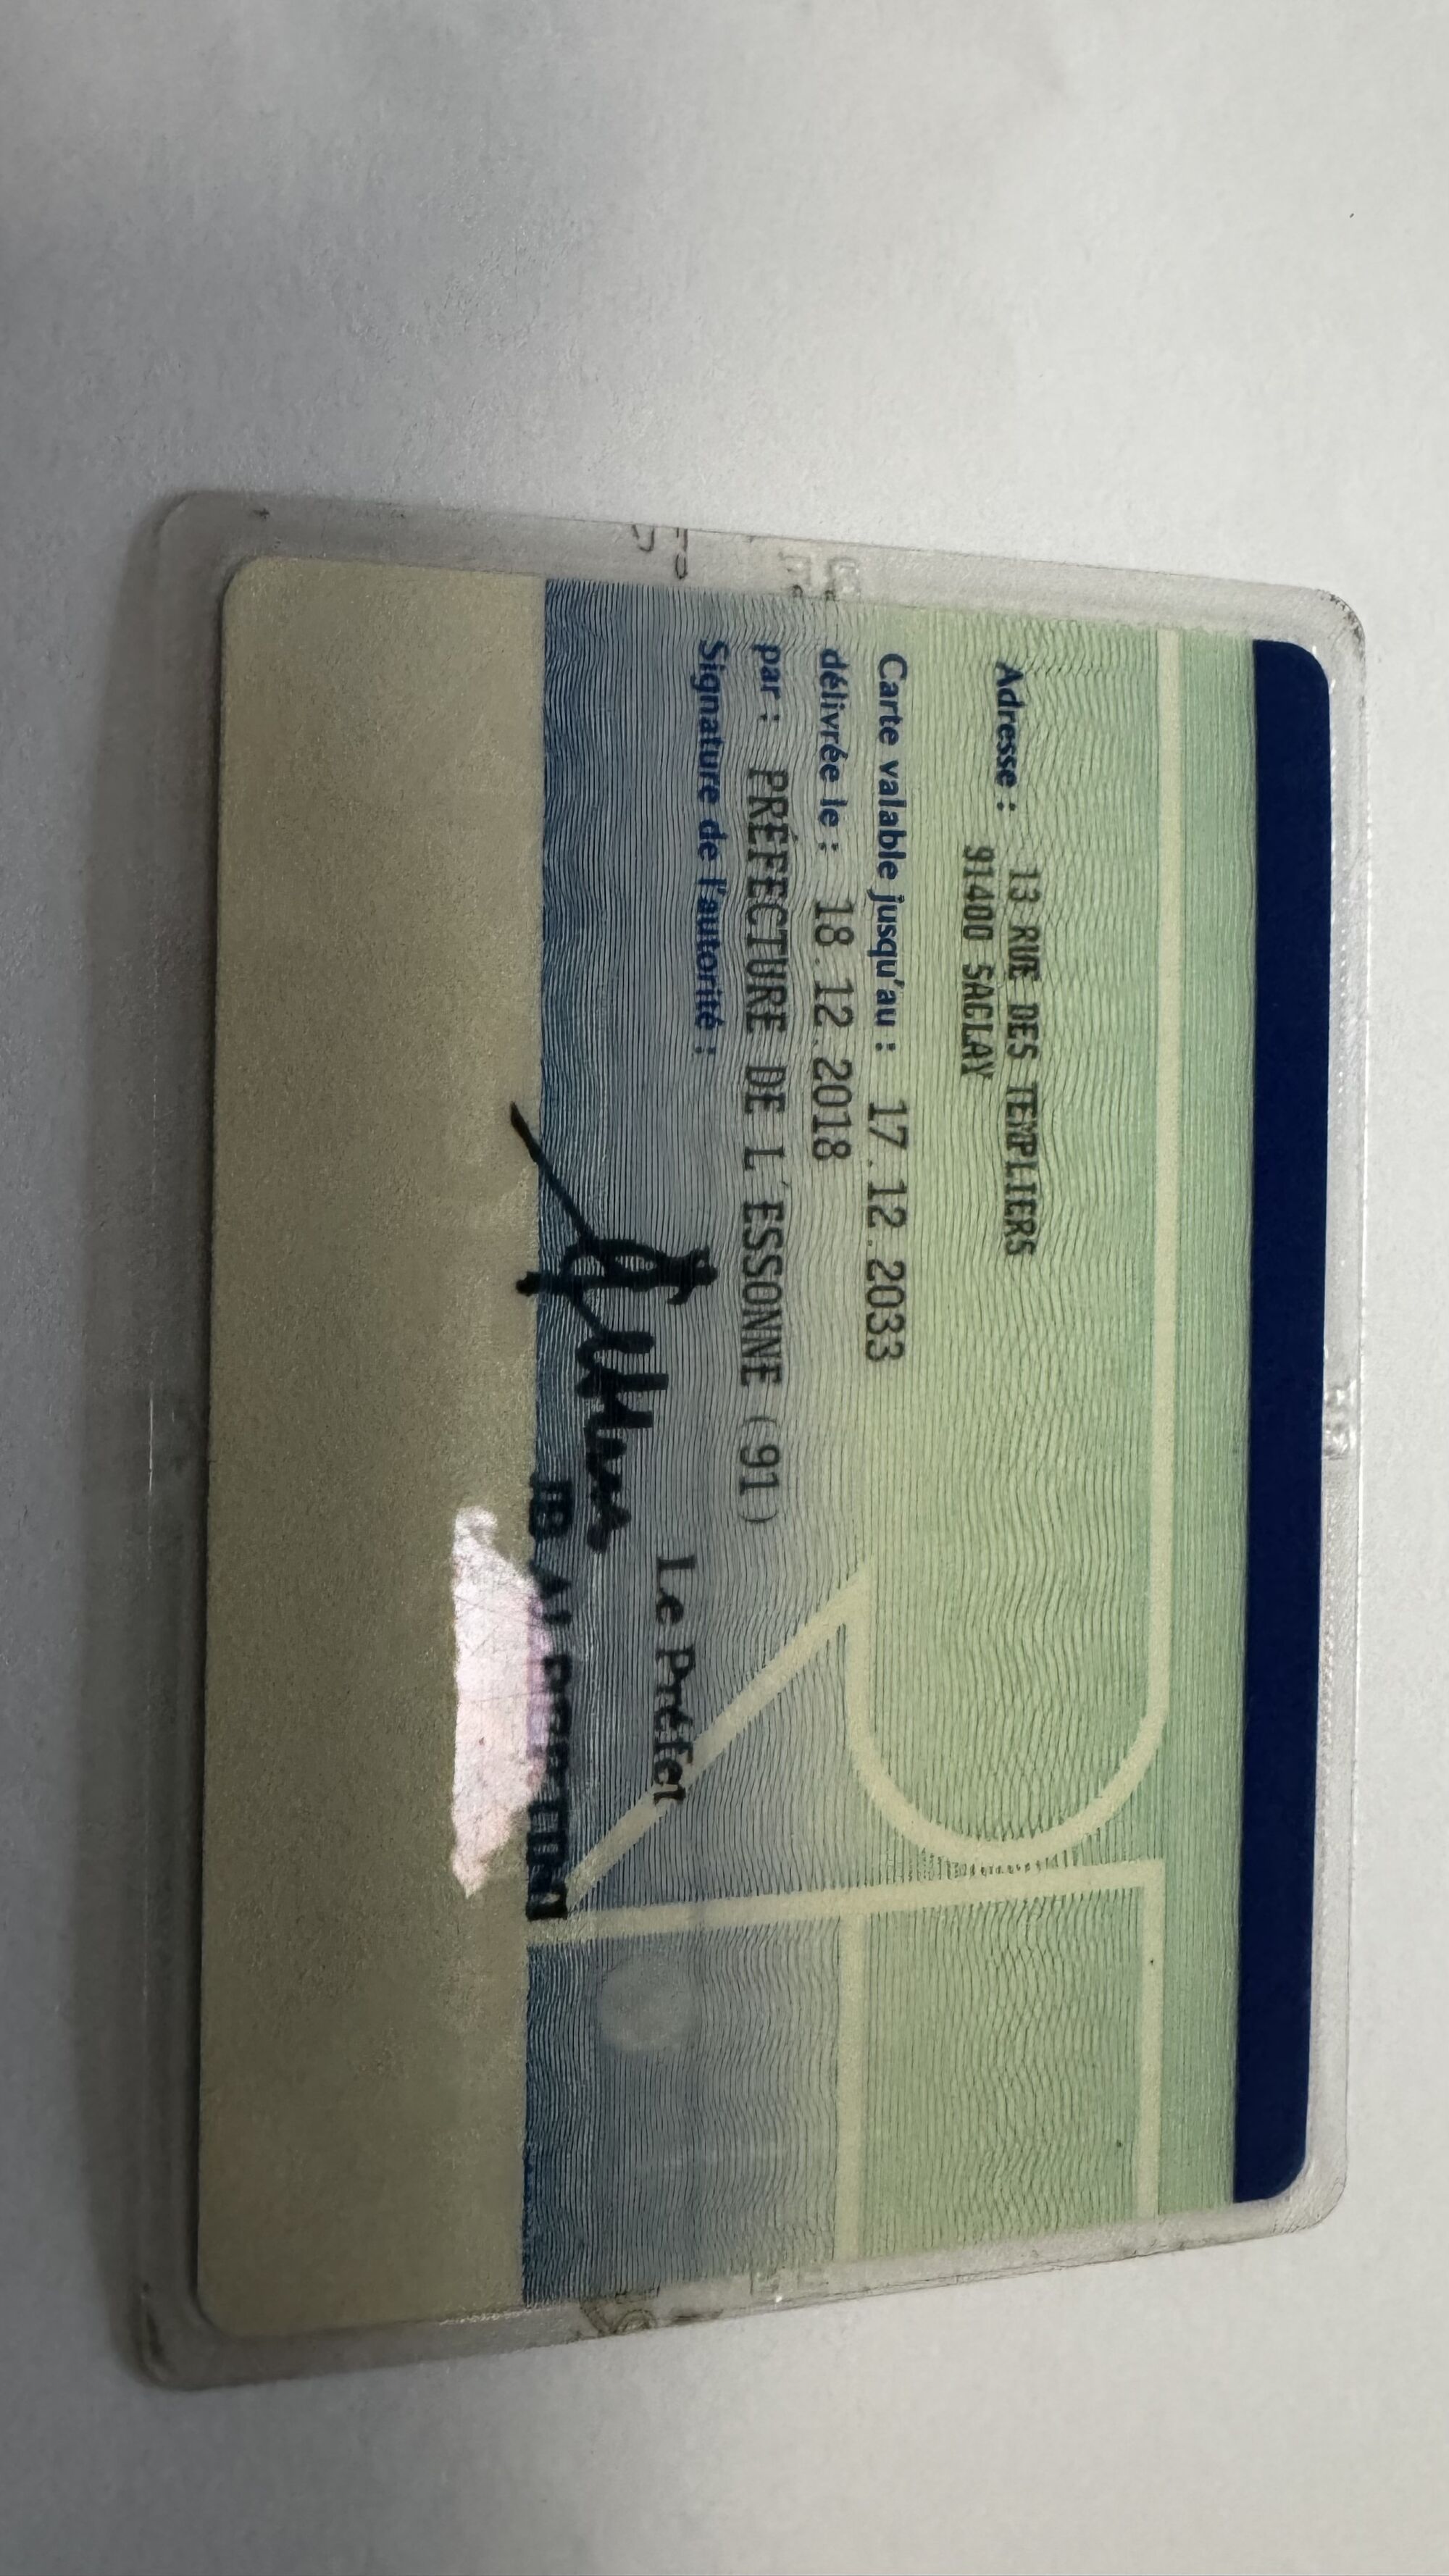 Adresse : 13 RUE DES TEMPLIERS
91400 SACLAY
Carte valable jusqu'au : 17.12.2033
délivrée le : 18.12.2018
par : PRÉFECTURE DE L'ESSONNE (91)
Signature de l'autorité :
Le Préfet